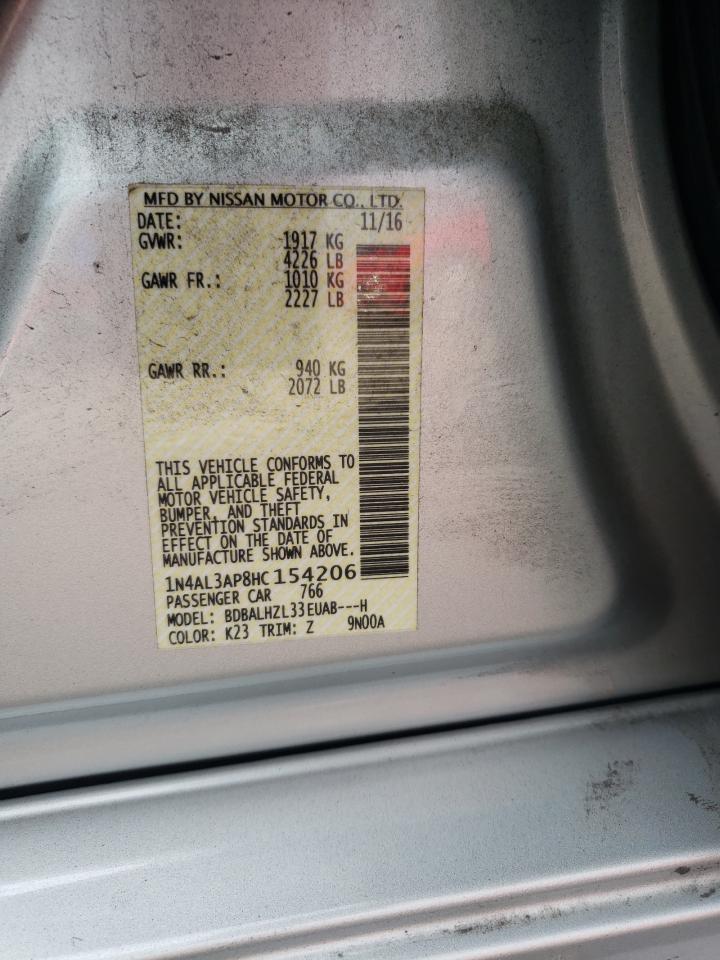 MFD BY NISSAN MOTOR CO., LTD.
DATE: 11/16
GVWR: 1917 KG
4226 LB
GAWR FR.: 1010 KG
2227 LB
GAWR RR.: 940 KG
2072 LB
THIS VEHICLE CONFORMS TO
ALL APPLICABLE FEDERAL
MOTOR VEHICLE SAFETY,
BUMPER, AND THEFT
PREVENTION STANDARDS IN
EFFECT ON THE DATE OF
MANUFACTURE SHOWN ABOVE.
1N4AL3AP8HC154206
PASSENGER CAR 766
MODEL: BDBALHZL33EUAB---H
COLOR: K23 TRIM: Z 9N00A